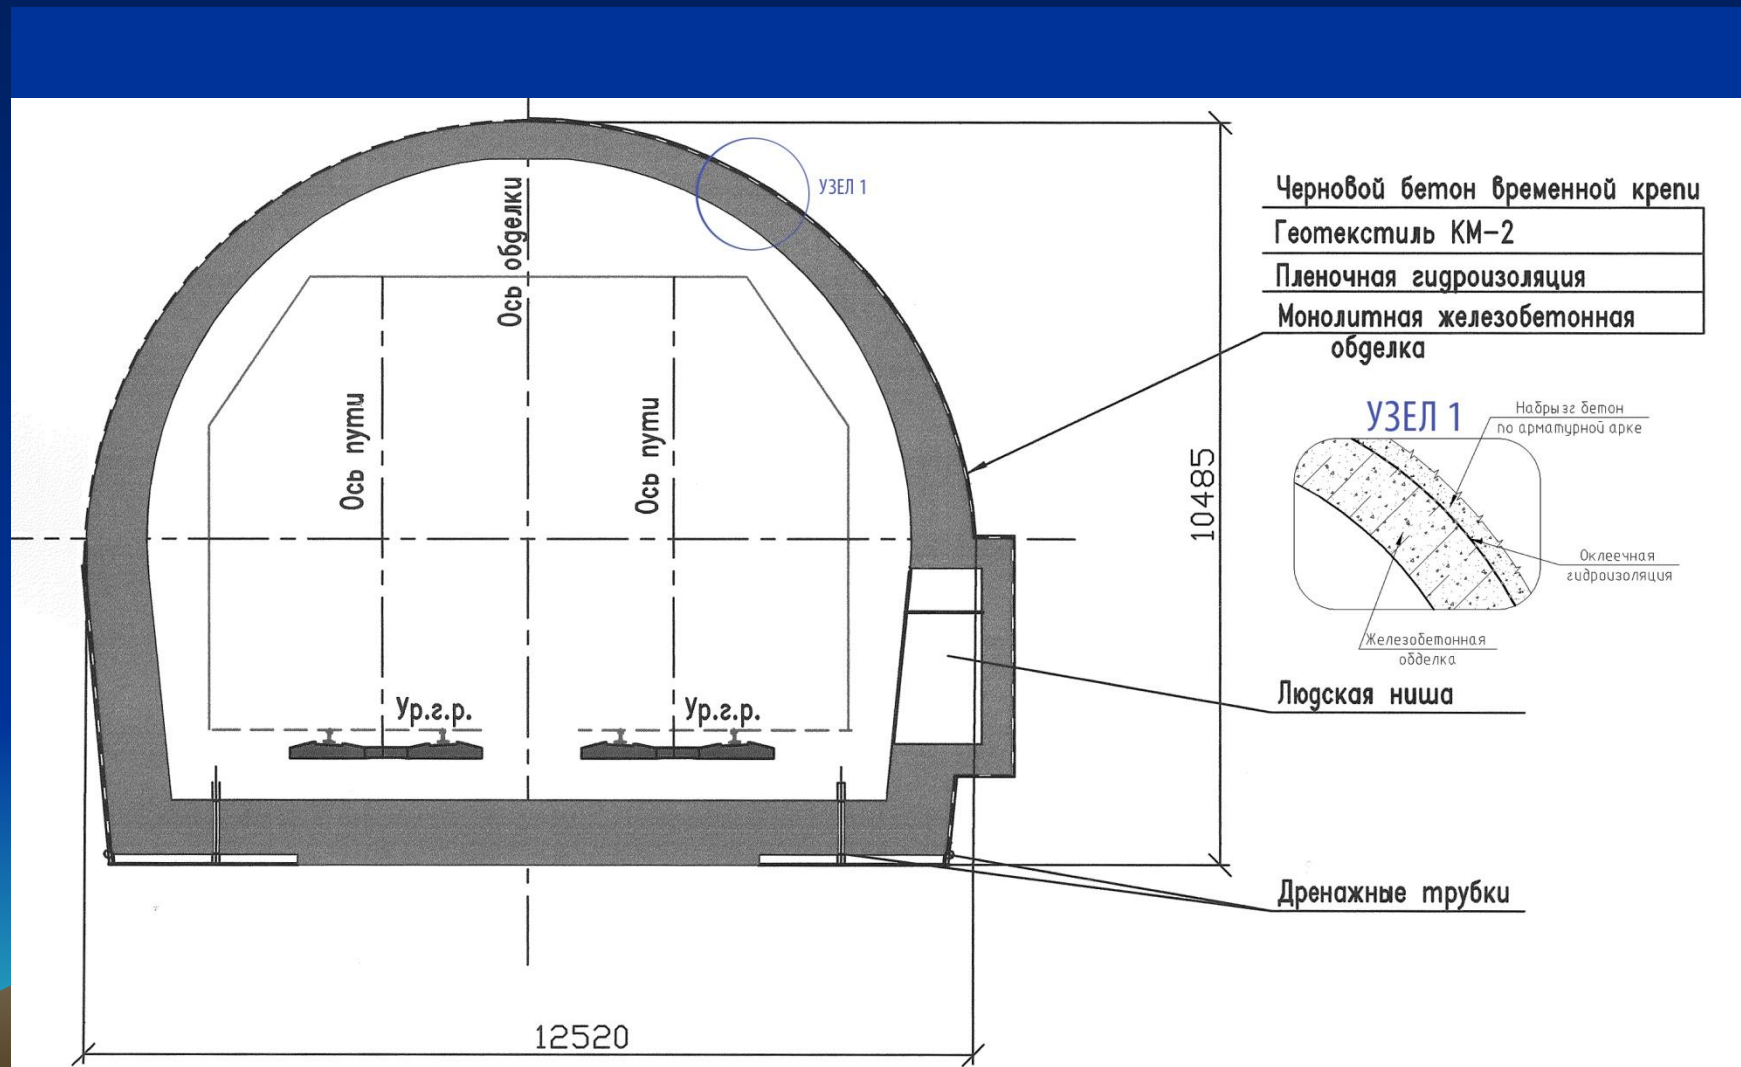 УЗЕЛ 1
Ось обделки
Ось пути
Ось пути
Ур.г.р.
Ур.г.р.
10485
12520
Черновой бетон временной крепи
Геотекстиль КМ-2
Пленочная гидроизоляция
Монолитная железобетонная
обделка
УЗЕЛ 1
Набрызг бетон
по арматурной арке
Оклеечная
гидроизоляция
Железобетонная
обделка
Людская ниша
Дренажные трубки